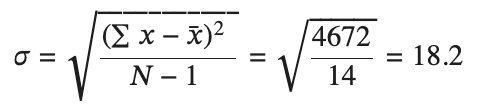 σ = √((Σ x − x̄)² / (N − 1)) = √(4672 / 14) = 18.2